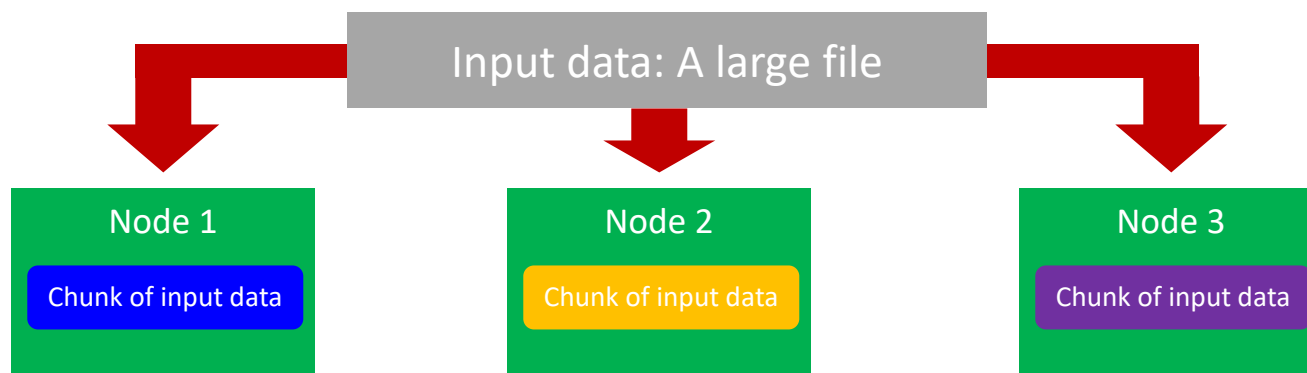 Input data: A large file
Node 1
Node 2
Node 3
Chunk of input data
Chunk of input data
Chunk of input data